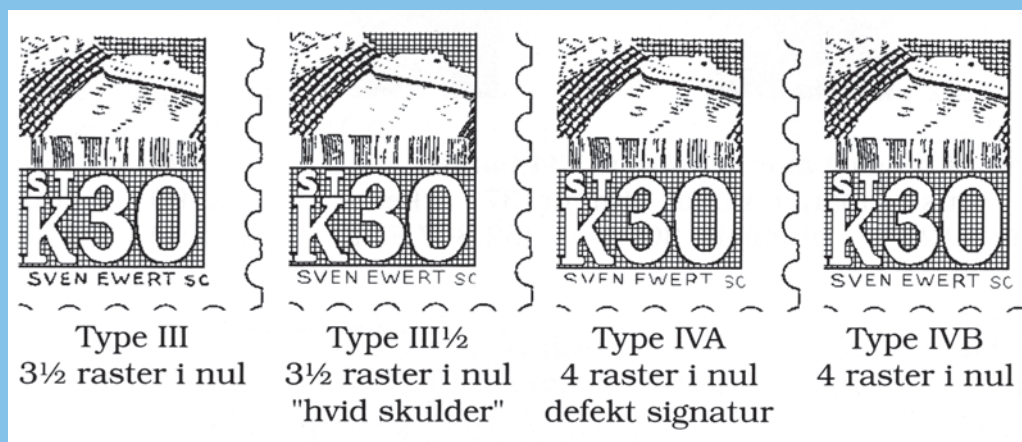 ST
K30
SVEN EWERT SC
Type III
3½ raster i nul
ST
K30
SVEN EWERT SC
Type III½
3½ raster i nul
"hvid skulder"
ST
K30
SVEN EWERT SC
Type IVA
4 raster i nul
defekt signatur
ST
K30
SVEN EWERT SC
Type IVB
4 raster i nul